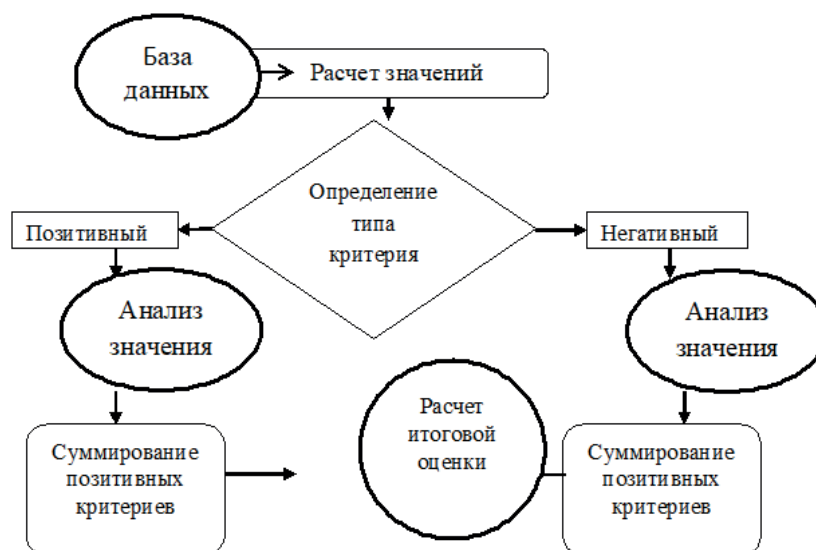 База
данных
Расчет значений
Определение
типа
критерия
Позитивный
Негативный
Анализ
значения
Анализ
значения
Суммирование
позитивных
критериев
Расчет
итоговой
оценки
Суммирование
позитивных
критериев